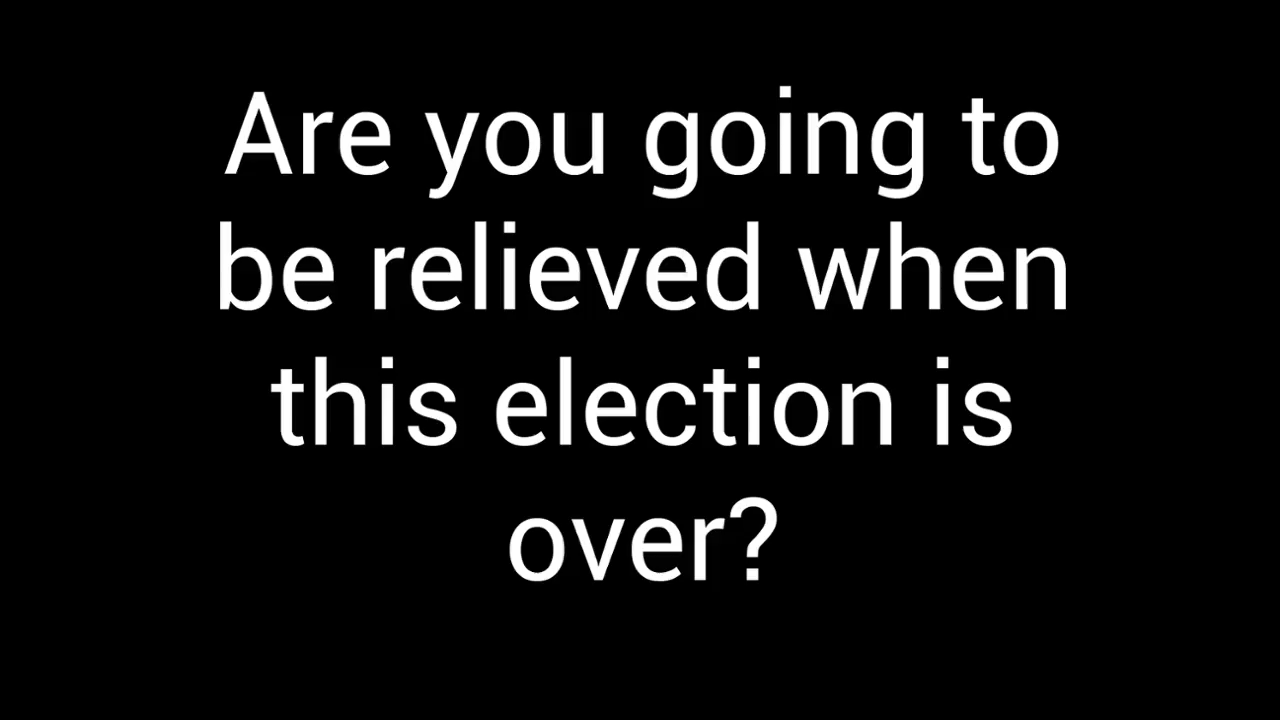 Are you going to
be relieved when
this election is
over?